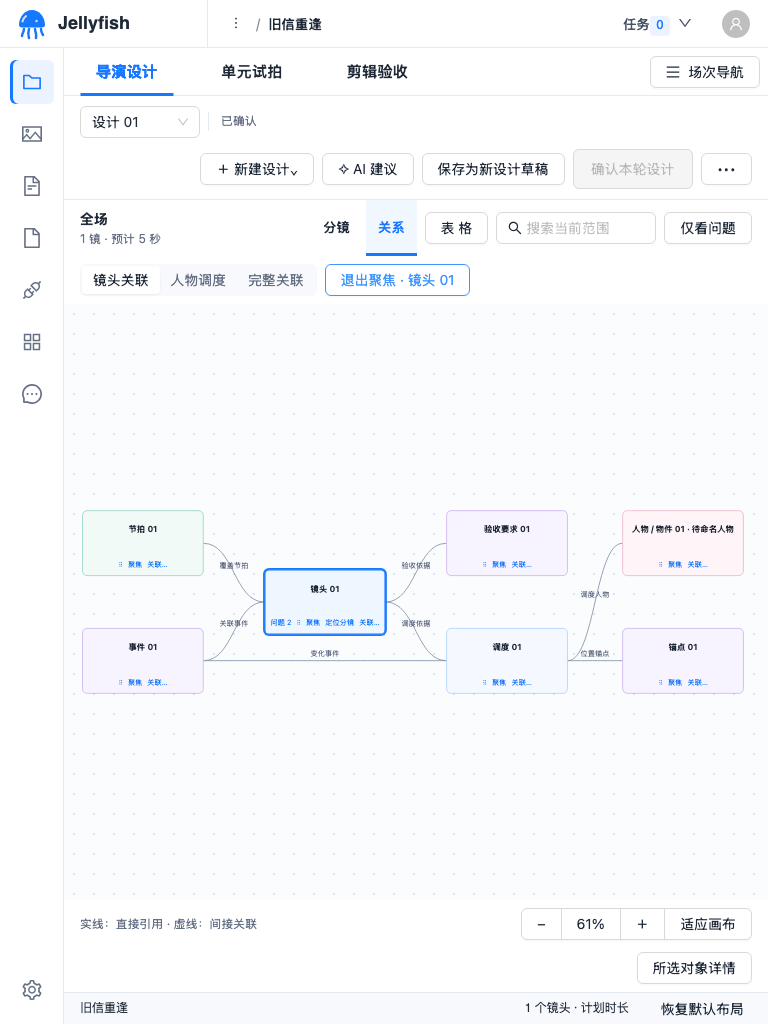 Jellyfish
/ 旧信重逢
任务 0
导演设计 单元试拍 剪辑验收 场次导航
设计 01 已确认
+ 新建设计 AI 建议 保存为新设计草稿 确认本轮设计 ...
全场
1 镜 · 预计 5 秒
分镜 关系 表 格 搜索当前范围 仅看问题
镜头关联 人物调度 完整关联 退出聚焦 · 镜头 01
节拍 01
聚焦 关联...
验收要求 01
聚焦 关联...
人物 / 物件 01 · 待命名人物
聚焦 关联...
覆盖节拍
验收依据
镜头 01
问题 2 聚焦 定位分镜 关联...
调度人物
关联事件
调度依据
事件 01
聚焦 关联...
变化事件
调度 01
聚焦 关联...
位置锚点
锚点 01
聚焦 关联...
实线：直接引用 · 虚线：间接关联
− 61% + 适应画布
所选对象详情
旧信重逢
1 个镜头 · 计划时长
恢复默认布局